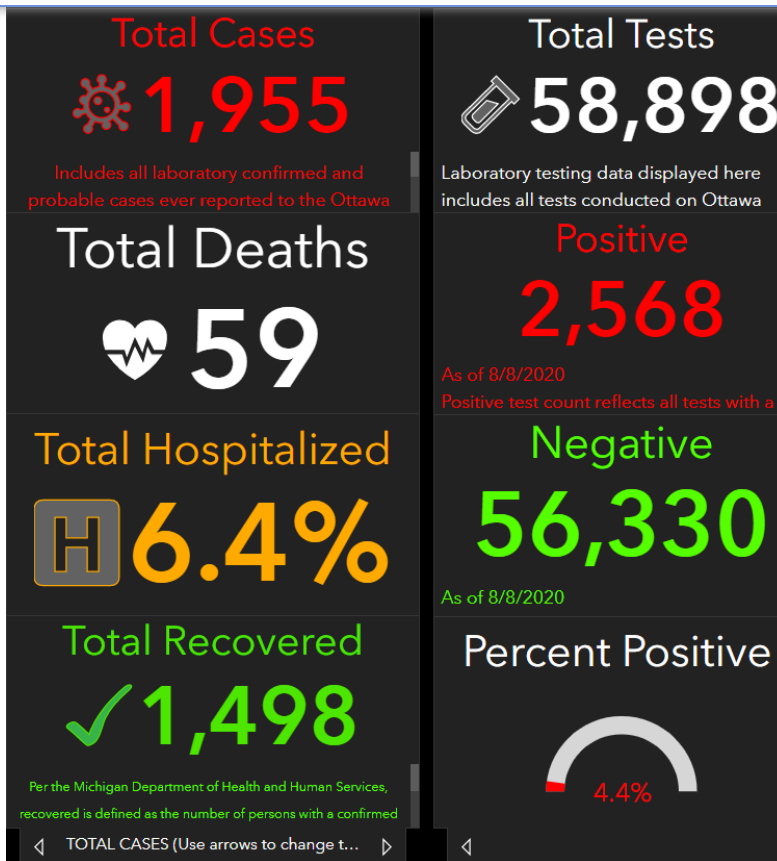 Total Cases
1,955
Includes all laboratory confirmed and
probable cases ever reported to the Ottawa
Total Deaths
59
Total Hospitalized
H
6.4%
Total Recovered
1,498
Per the Michigan Department of Health and Human Services,
recovered is defined as the number of persons with a confirmed
TOTAL CASES (Use arrows to change t...
Total Tests
58,898
Laboratory testing data displayed here
includes all tests conducted on Ottawa
Positive
2,568
As of 8/8/2020
Positive test count reflects all tests with a
Negative
56,330
As of 8/8/2020
Percent Positive
4.4%